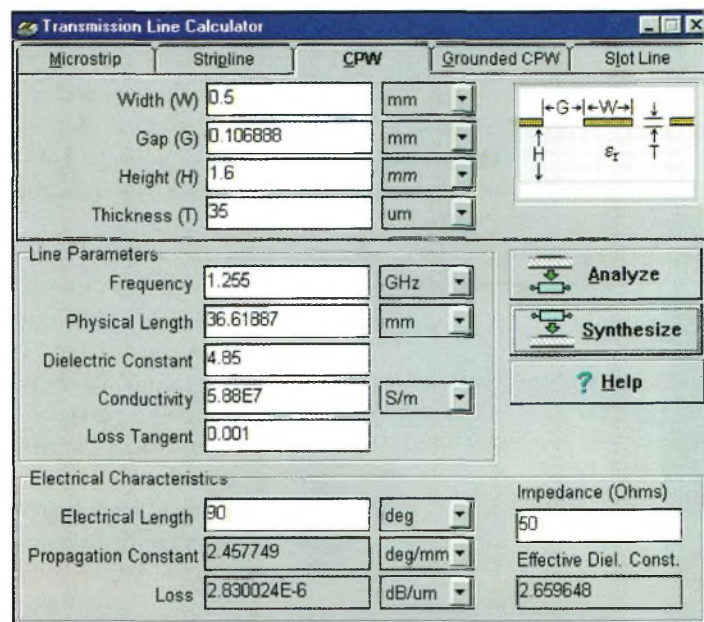 Transmission Line Calculator
Microstrip Stripline CPW Grounded CPW Slot Line
Width (W) 0.5 mm
Gap (G) 0.106888 mm
Height (H) 1.6 mm
Thickness (T) 35 um
G W
H εr T
Line Parameters
Frequency 1.255 GHz
Physical Length 36.61887 mm
Dielectric Constant 4.85
Conductivity 5.88E7 S/m
Loss Tangent 0.001
Analyze
Synthesize
? Help
Electrical Characteristics
Electrical Length 90 deg
Propagation Constant 2.457749 deg/mm
Loss 2.830024E-6 dB/um
Impedance (Ohms)
50
Effective Diel. Const.
2.659648